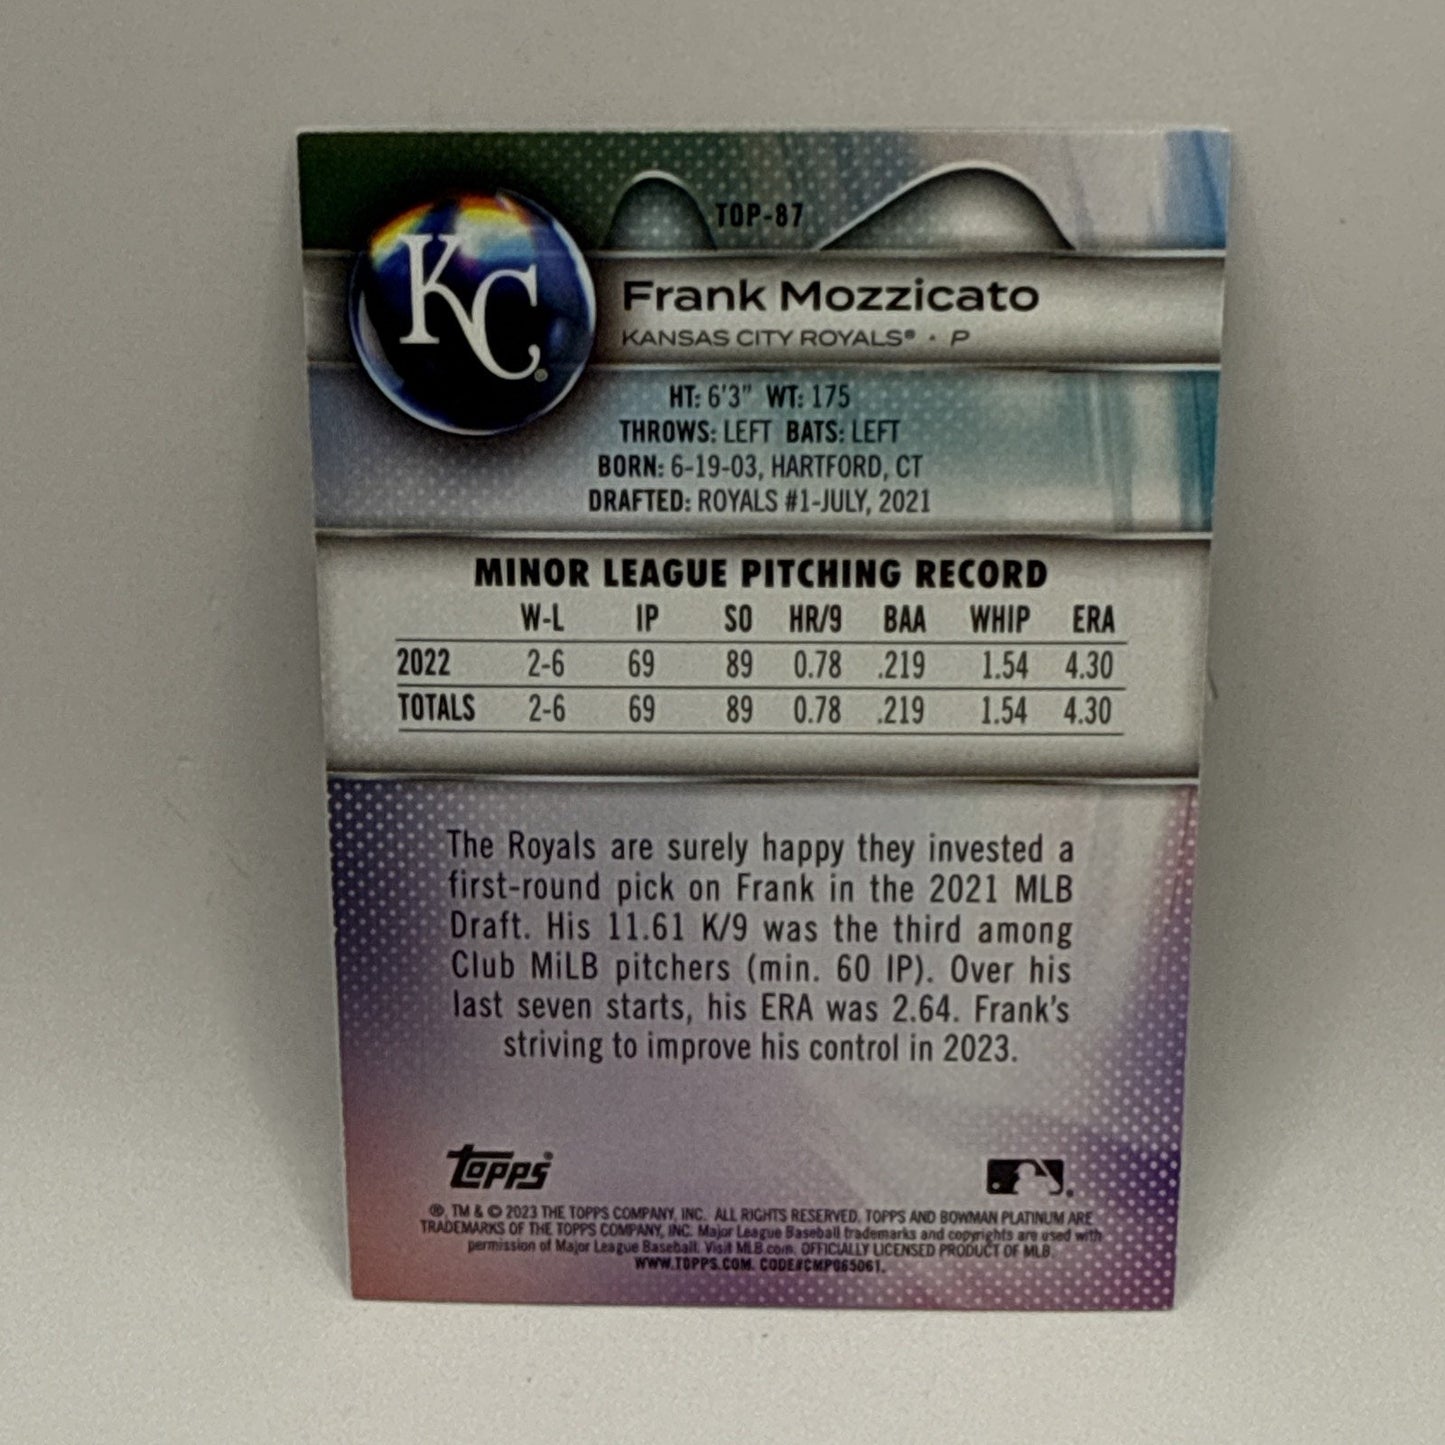 TOP-87
KC
Frank Mozzicato
KANSAS CITY ROYALS® • P
HT: 6'3" WT: 175
THROWS: LEFT BATS: LEFT
BORN: 6-19-03, HARTFORD, CT
DRAFTED: ROYALS #1-JULY, 2021
MINOR LEAGUE PITCHING RECORD
W-L IP SO HR/9 BAA WHIP ERA
2022 2-6 69 89 0.78 .219 1.54 4.30
TOTALS 2-6 69 89 0.78 .219 1.54 4.30
The Royals are surely happy they invested a
first-round pick on Frank in the 2021 MLB
Draft. His 11.61 K/9 was the third among
Club MiLB pitchers (min. 60 IP). Over his
last seven starts, his ERA was 2.64. Frank's
striving to improve his control in 2023.
topps®
®, TM & © 2023 THE TOPPS COMPANY, INC. ALL RIGHTS RESERVED. TOPPS AND BOWMAN PLATINUM ARE
TRADEMARKS OF THE TOPPS COMPANY, INC. Major League Baseball trademarks and copyrights are used with
permission of Major League Baseball. Visit MLB.com. OFFICIALLY LICENSED PRODUCT OF MLB.
WWW.TOPPS.COM. CODE#CMP065061.